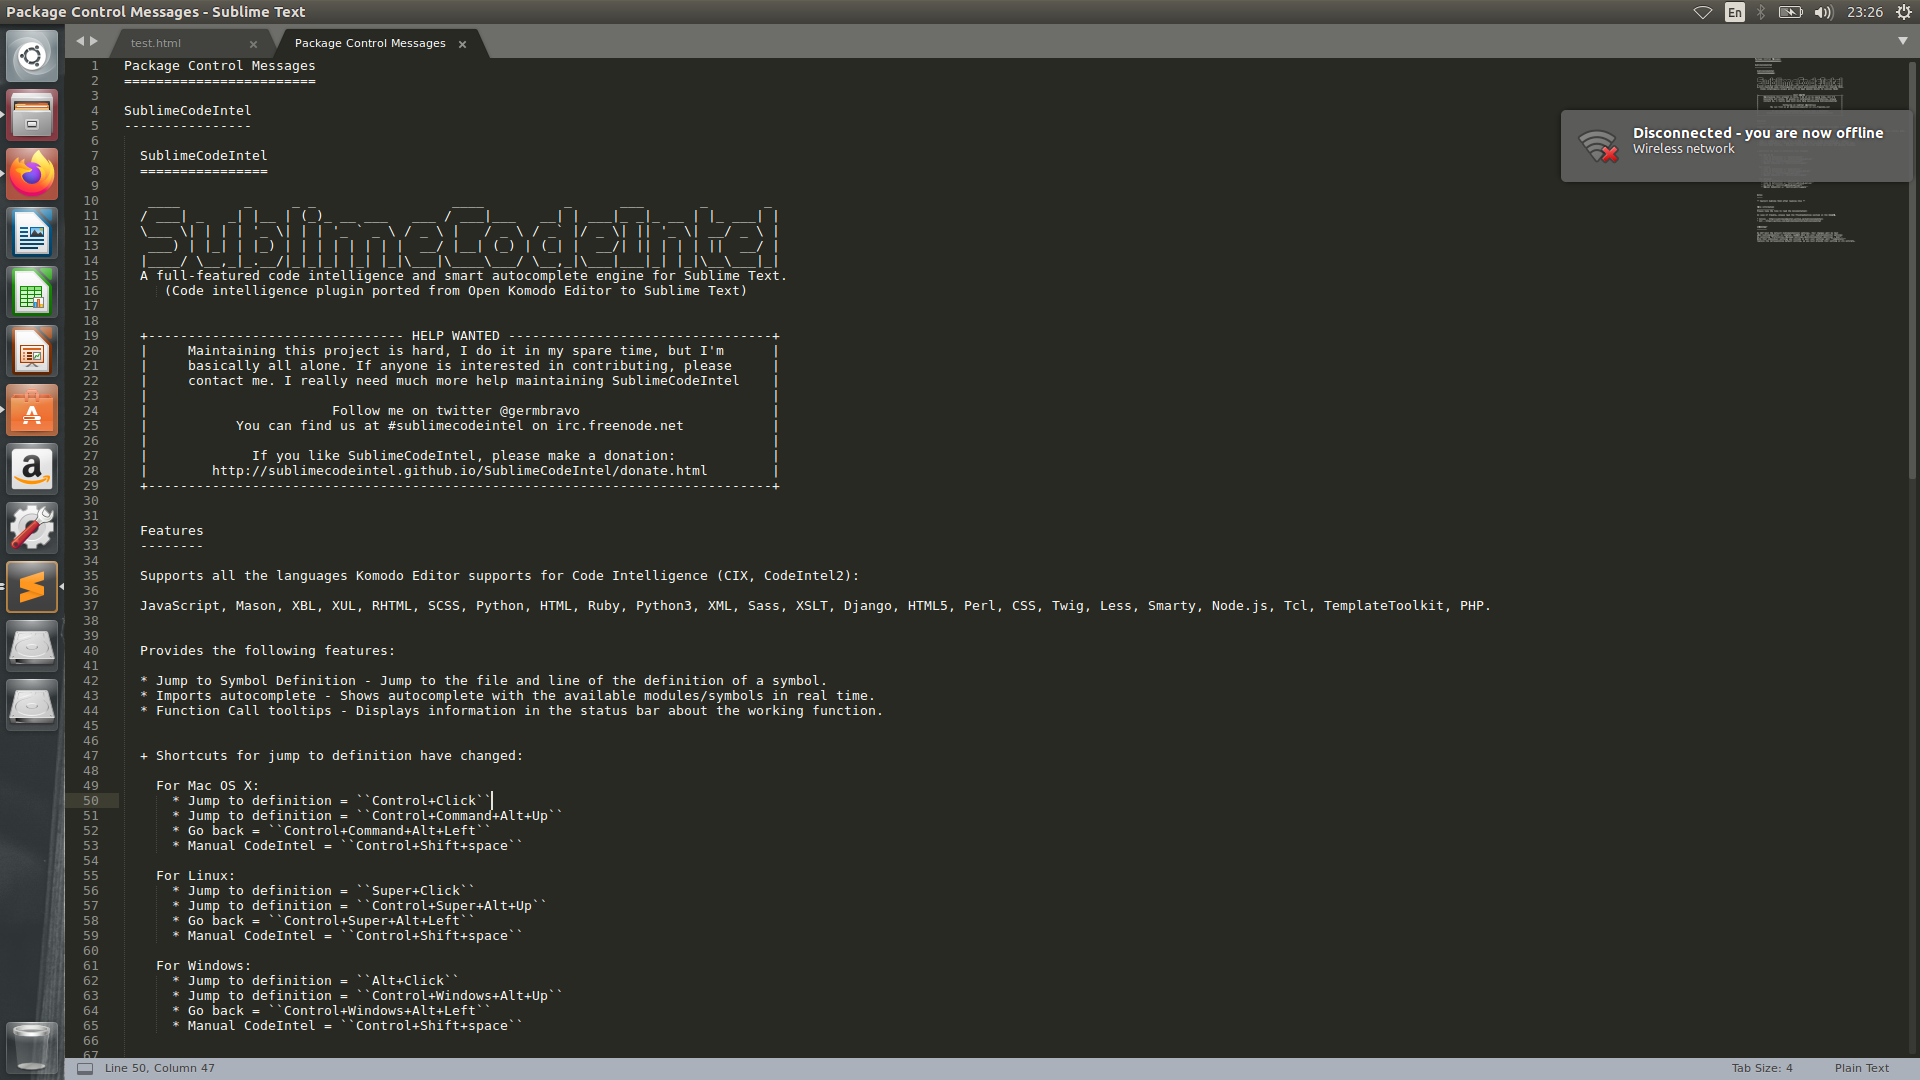 Package Control Messages - Sublime Text
En
23:26
test.html
Package Control Messages
1 Package Control Messages
2 ========================
3
4 SublimeCodeIntel
5 ----------------
6
7 SublimeCodeIntel
8 ================
9
10
11
12
13
14
15 A full-featured code intelligence and smart autocomplete engine for Sublime Text.
16 (Code intelligence plugin ported from Open Komodo Editor to Sublime Text)
17
18
19 +-------------------------------- HELP WANTED ---------------------------------+
20 | Maintaining this project is hard, I do it in my spare time, but I'm |
21 | basically all alone. If anyone is interested in contributing, please |
22 | contact me. I really need much more help maintaining SublimeCodeIntel |
23 | |
24 | Follow me on twitter @germbravo |
25 | You can find us at #sublimecodeintel on irc.freenode.net |
26 | |
27 | If you like SublimeCodeIntel, please make a donation: |
28 | http://sublimecodeintel.github.io/SublimeCodeIntel/donate.html |
29 +------------------------------------------------------------------------------+
30
31
32 Features
33 --------
34
35 Supports all the languages Komodo Editor supports for Code Intelligence (CIX, CodeIntel2):
36
37 JavaScript, Mason, XBL, XUL, RHTML, SCSS, Python, HTML, Ruby, Python3, XML, Sass, XSLT, Django, HTML5, Perl, CSS, Twig, Less, Smarty, Node.js, Tcl, TemplateToolkit, PHP.
38
39
40 Provides the following features:
41
42 * Jump to Symbol Definition - Jump to the file and line of the definition of a symbol.
43 * Imports autocomplete - Shows autocomplete with the available modules/symbols in real time.
44 * Function Call tooltips - Displays information in the status bar about the working function.
45
46
47 + Shortcuts for jump to definition have changed:
48
49 For Mac OS X:
50 * Jump to definition = ``Control+Click``
51 * Jump to definition = ``Control+Command+Alt+Up``
52 * Go back = ``Control+Command+Alt+Left``
53 * Manual CodeIntel = ``Control+Shift+space``
54
55 For Linux:
56 * Jump to definition = ``Super+Click``
57 * Jump to definition = ``Control+Super+Alt+Up``
58 * Go back = ``Control+Super+Alt+Left``
59 * Manual CodeIntel = ``Control+Shift+space``
60
61 For Windows:
62 * Jump to definition = ``Alt+Click``
63 * Jump to definition = ``Control+Windows+Alt+Up``
64 * Go back = ``Control+Windows+Alt+Left``
65 * Manual CodeIntel = ``Control+Shift+space``
66
67
Disconnected - you are now offline
Wireless network
Line 50, Column 47
Tab Size: 4
Plain Text